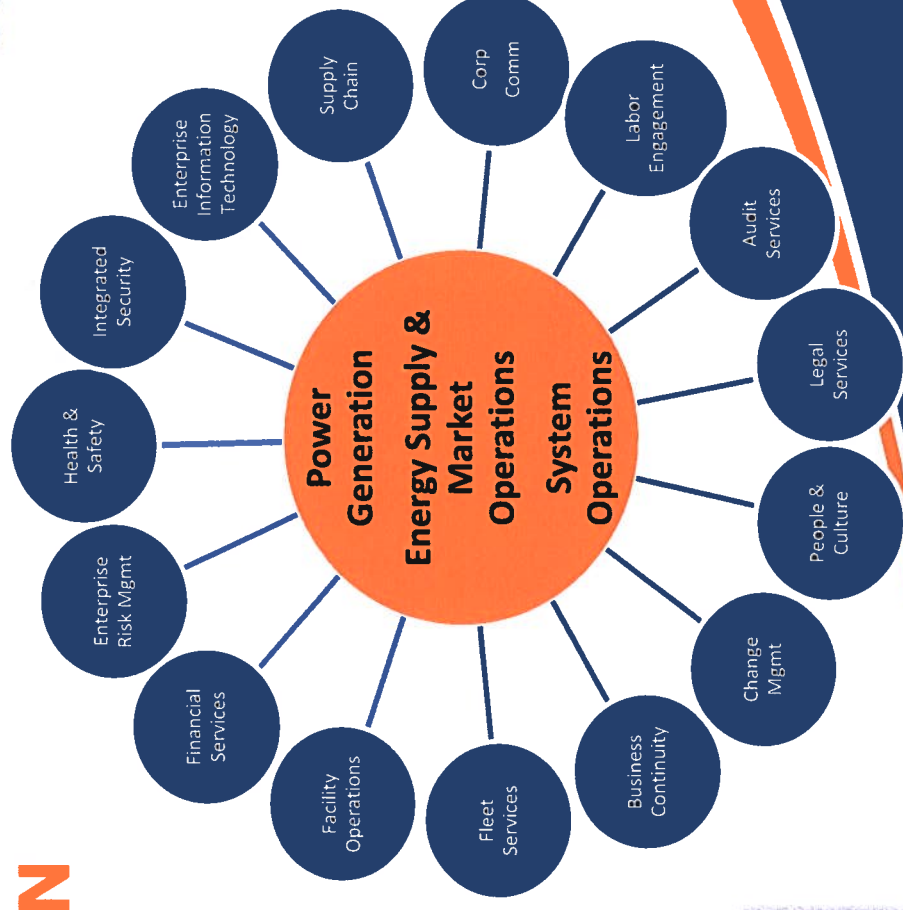 N
Health &
Safety
Integrated
Security
Enterprise
Information
Technology
Supply
Chain
Corp
Comm
Labor
Engagement
Audit
Services
Legal
Services
People &
Culture
Change
Mgmt
Business
Continuity
Fleet
Services
Facility
Operations
Financial
Services
Enterprise
Risk Mgmt
Power
Generation
Energy Supply &
Market
Operations
System
Operations